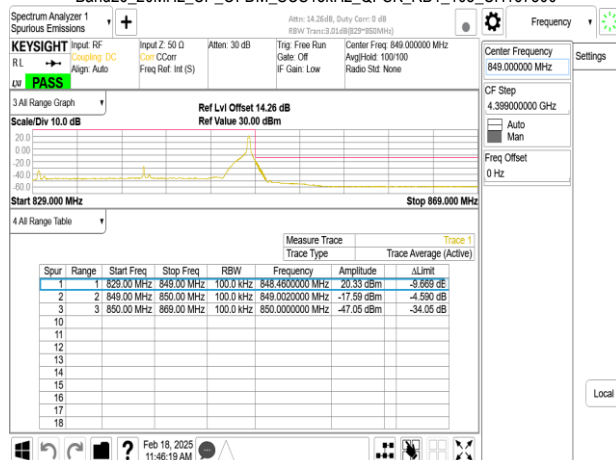 Spectrum Analyzer 1
Spurious Emissions
Attn: 14.26dB, Duty Corr: 0 dB
RBW Trans:3.01dB(829~850MHz)
Frequency
Settings
KEYSIGHT
RL
PASS
Input: RF
Coupling: DC
Align: Auto
Input Z: 50 Ω
Corr CCorr
Freq Ref: Int (S)
Atten: 30 dB
Trig: Free Run
Gate: Off
IF Gain: Low
Center Freq: 849.000000 MHz
Avg|Hold: 100/100
Radio Std: None
Center Frequency
849.000000 MHz
CF Step
4.399000000 GHz
Auto
Man
Freq Offset
0 Hz
3 All Range Graph
Scale/Div 10.0 dB
Ref Lvl Offset 14.26 dB
Ref Value 30.00 dBm
20.0
0.00
-20.0
-40.0
-60.0
Start 829.000 MHz
Stop 869.000 MHz
4 All Range Table
Measure Trace Trace 1
Trace Type Trace Average (Active)
Spur Range Start Freq Stop Freq RBW Frequency Amplitude ΔLimit
1 1 829.00 MHz 849.00 MHz 100.0 kHz 848.4600000 MHz 20.33 dBm -9.669 dB
2 2 849.00 MHz 850.00 MHz 100.0 kHz 849.0020000 MHz -17.59 dBm -4.590 dB
3 3 850.00 MHz 869.00 MHz 100.0 kHz 850.0000000 MHz -47.05 dBm -34.05 dB
10
11
12
13
14
15
16
17
18
Local
Feb 18, 2025
11:46:19 AM